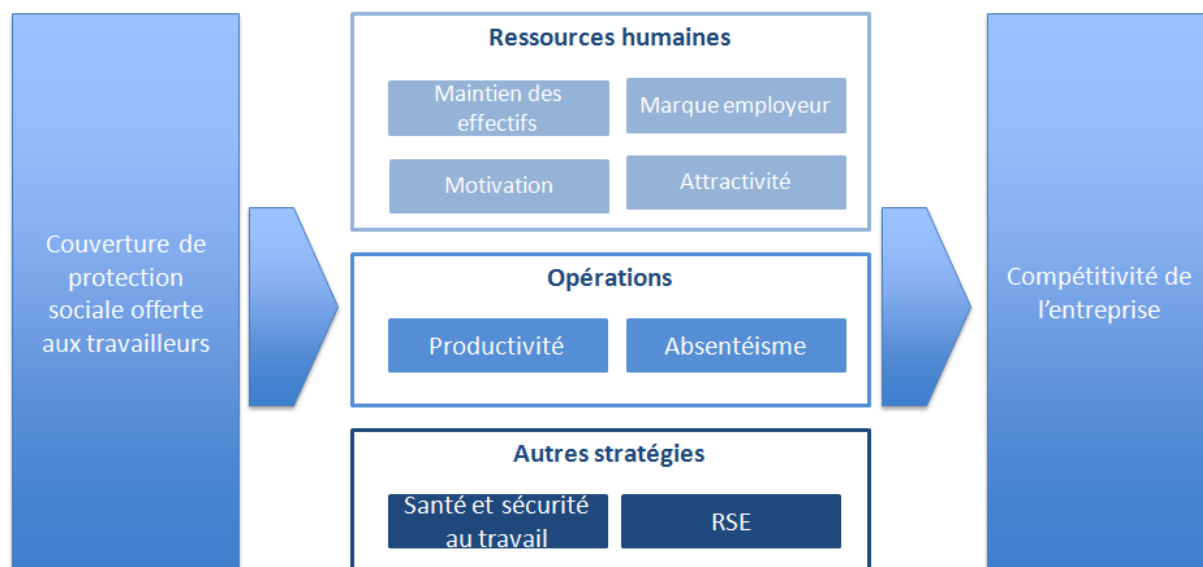 Couverture de
protection
sociale offerte
aux travailleurs
Ressources humaines
Maintien des
effectifs
Marque employeur
Motivation
Attractivité
Opérations
Productivité
Absentéisme
Autres stratégies
Santé et sécurité
au travail
RSE
Compétitivité de
l’entreprise